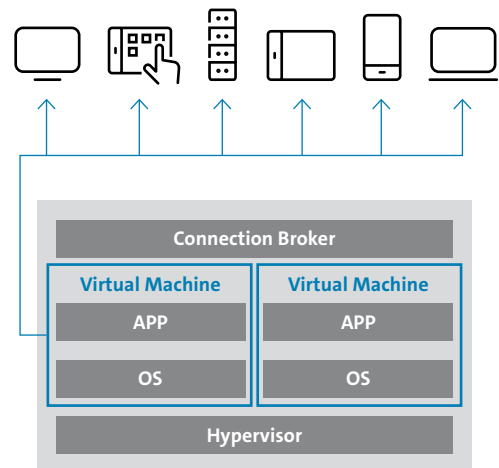 Connection Broker
Virtual Machine
Virtual Machine
APP
APP
OS
OS
Hypervisor